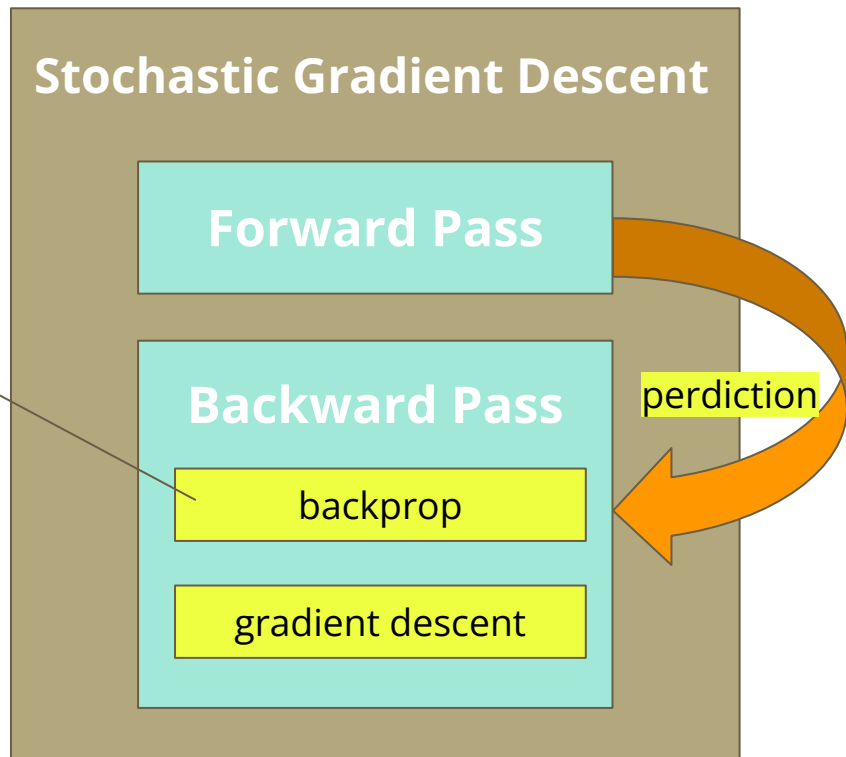 Stochastic Gradient Descent
Forward Pass
Backward Pass
perdiction
backprop
gradient descent